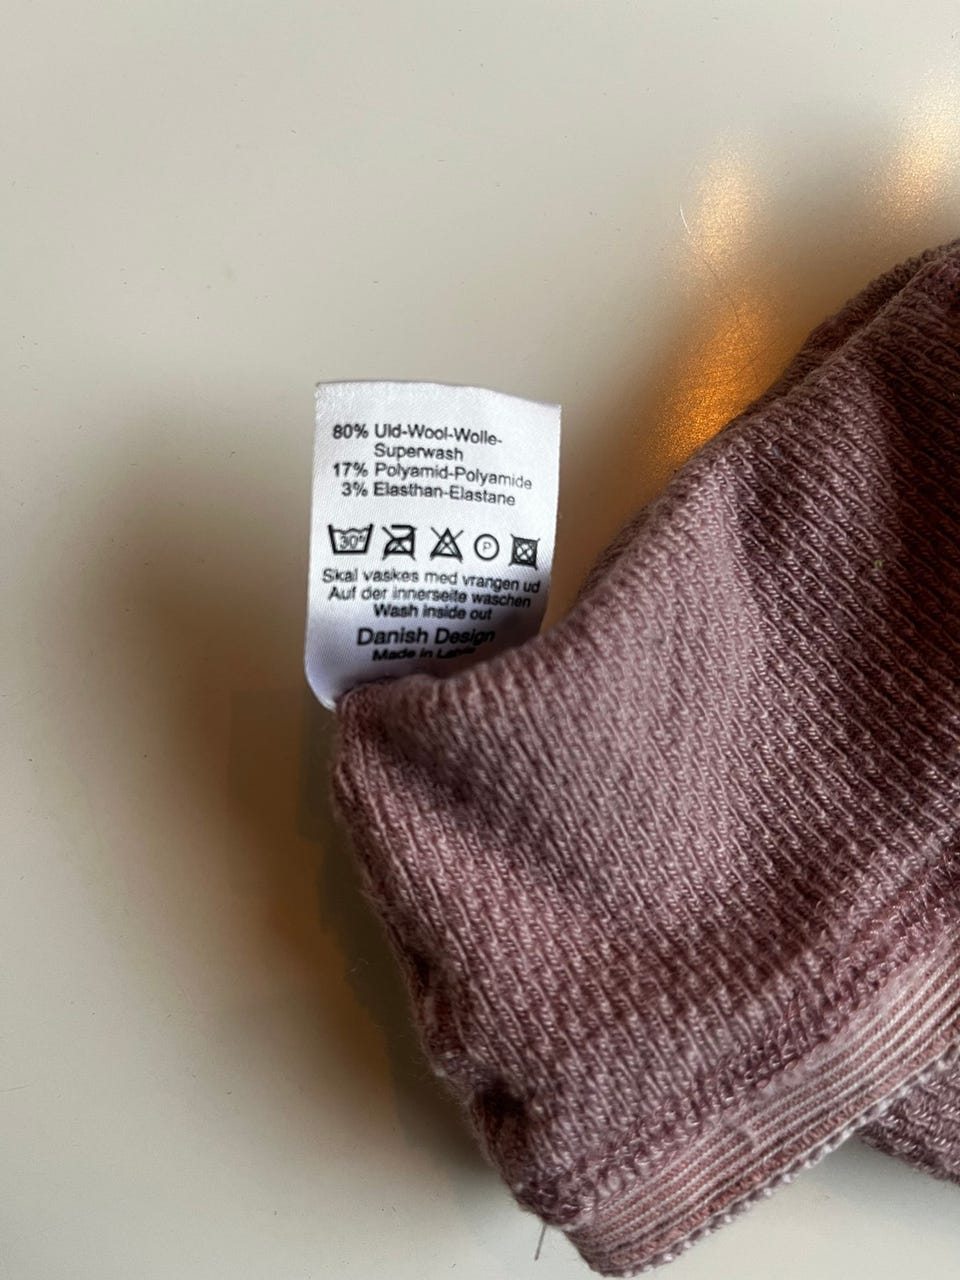 80% Uld-Wool-Wolle-
Superwash
17% Polyamid-Polyamide
3% Elasthan-Elastane
30°
P
Skal vaskes med vrangen ud
Auf der innerseite waschen
Wash inside out
Danish Design
Made in